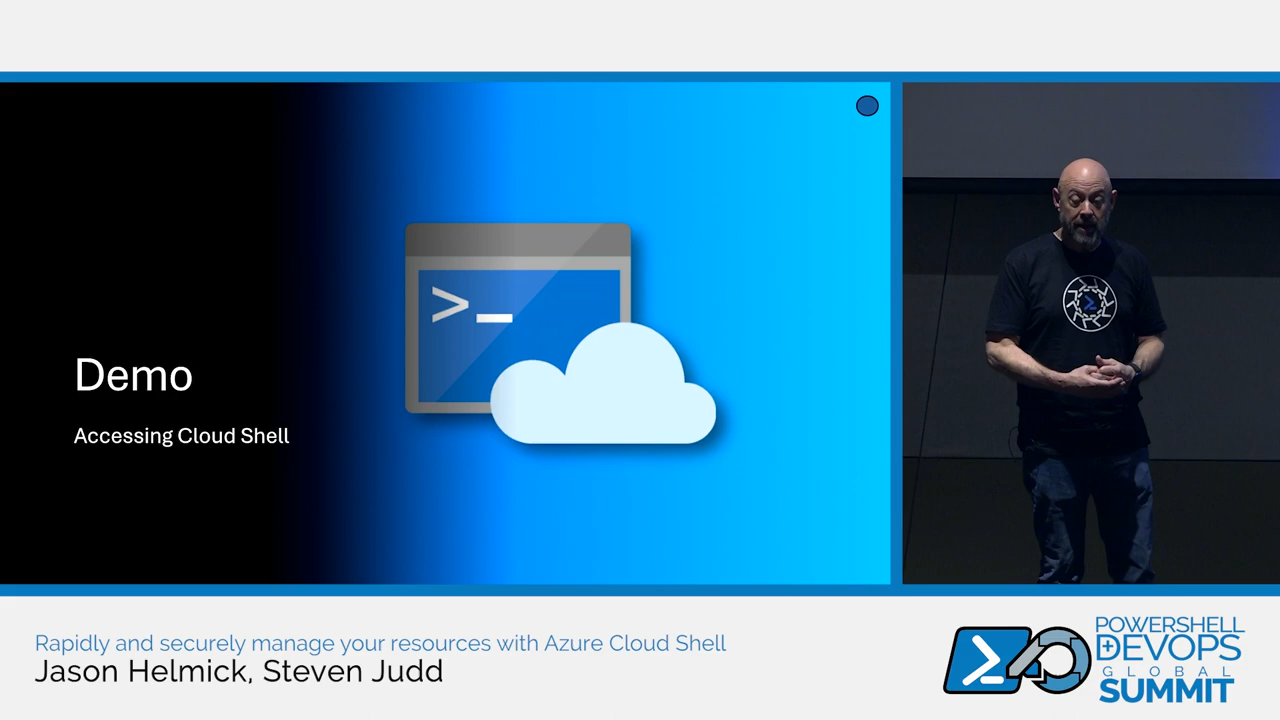 Demo
Accessing Cloud Shell
Rapidly and securely manage your resources with Azure Cloud Shell
Jason Helmick, Steven Judd
POWERSHELL
DEVOPS
GLOBAL
SUMMIT